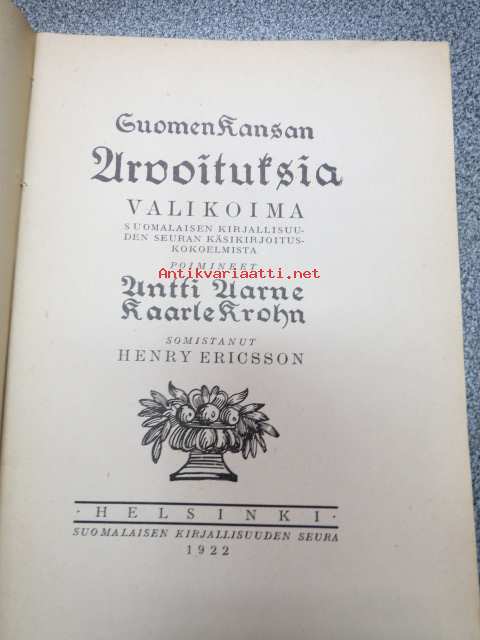 Suomen Kansan
Arvoituksia
VALIKOIMA
SUOMALAISEN KIRJALLISUU-
DEN SEURAN KÄSIKIRJOITUS-
KOKOELMISTA
POIMINEET
Antikvariaatti.net
Antti Aarne
Kaarle Krohn
SOMISTANUT
HENRY ERICSSON
· HELSINKI ·
SUOMALAISEN KIRJALLISUUDEN SEURA
1922